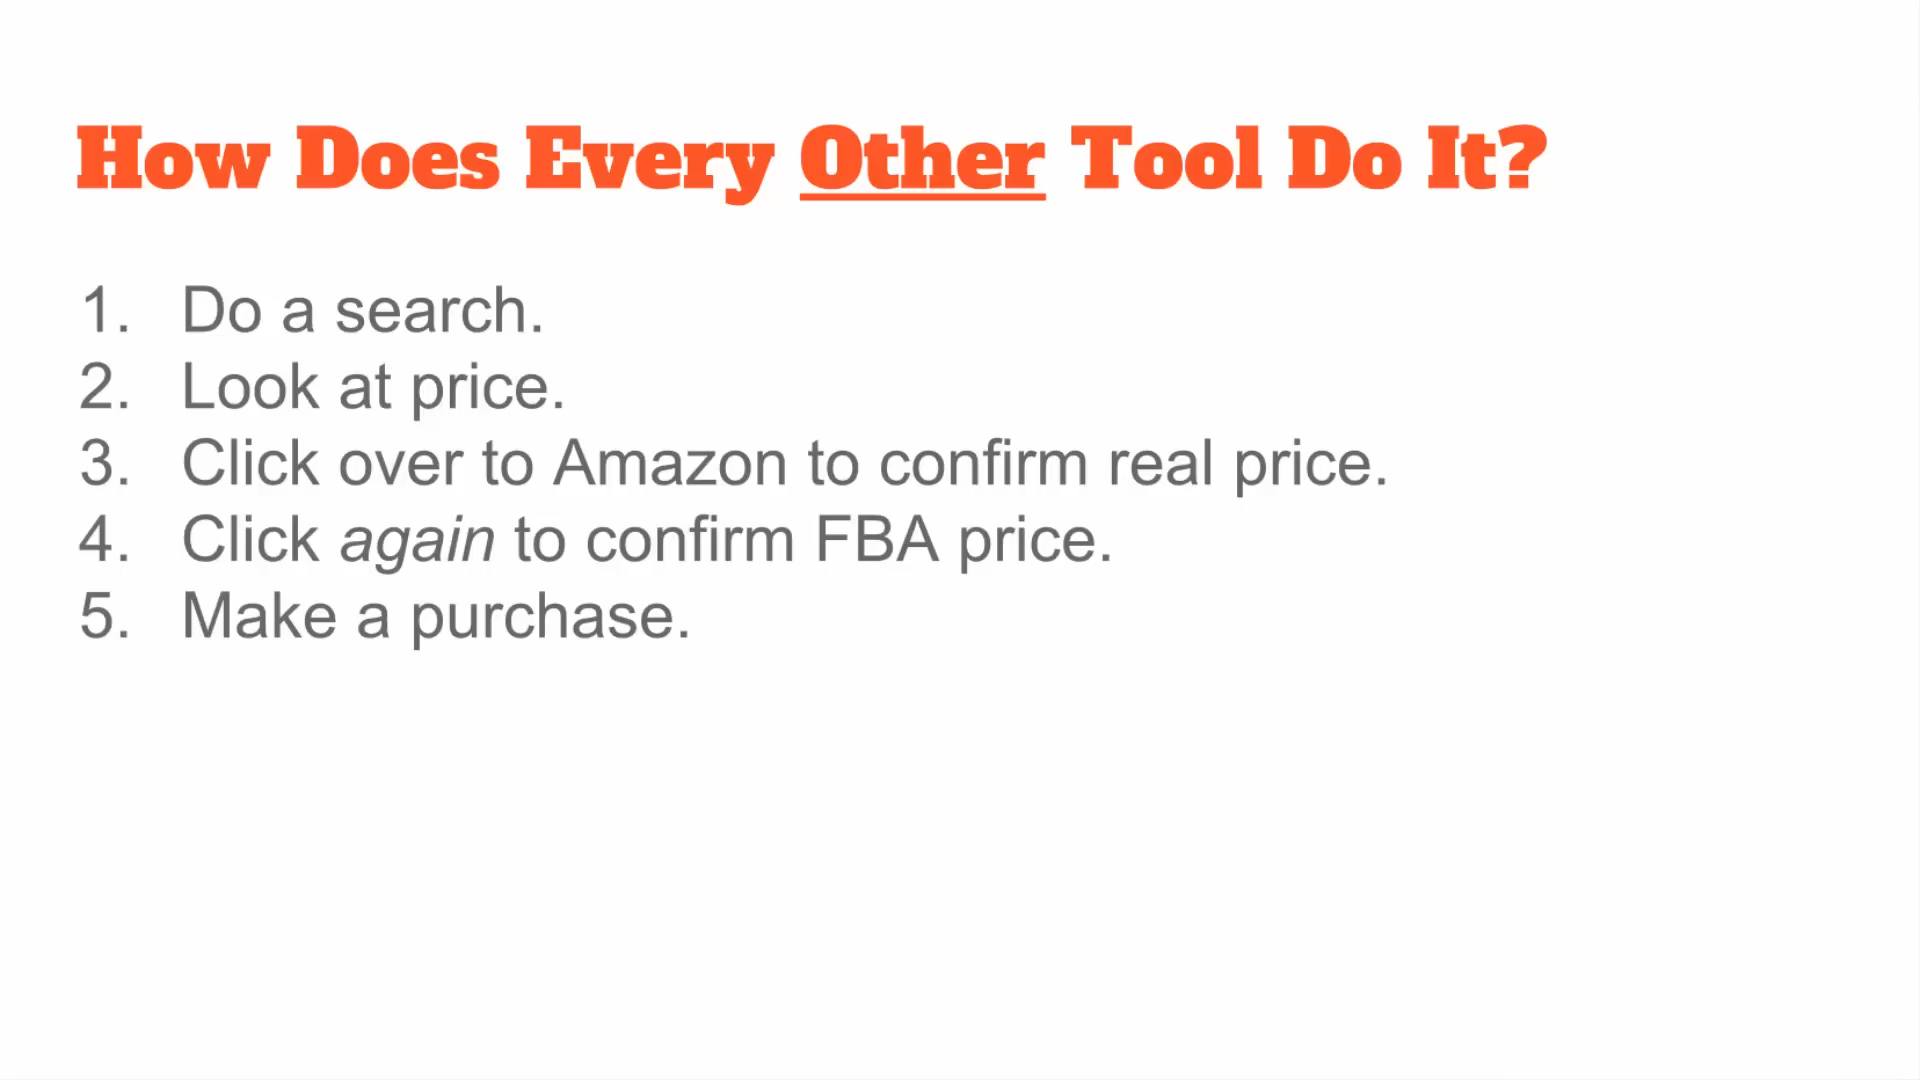 How Does Every Other Tool Do It?
1. Do a search.
2. Look at price.
3. Click over to Amazon to confirm real price.
4. Click again to confirm FBA price.
5. Make a purchase.